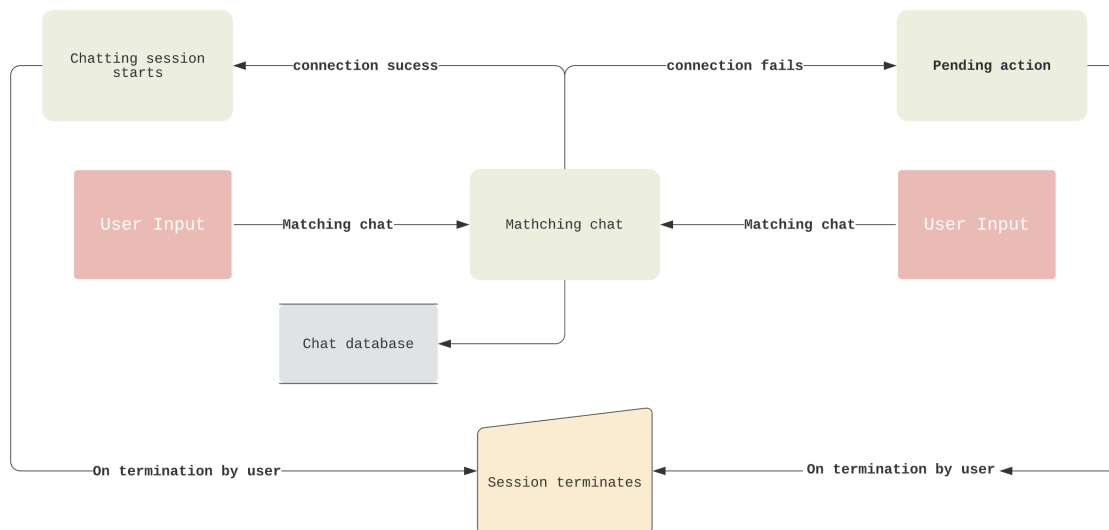 Chatting session
starts
connection sucess
connection fails
Pending action
User Input
Matching chat
Mathching chat
Matching chat
User Input
Chat database
On termination by user
Session terminates
On termination by user